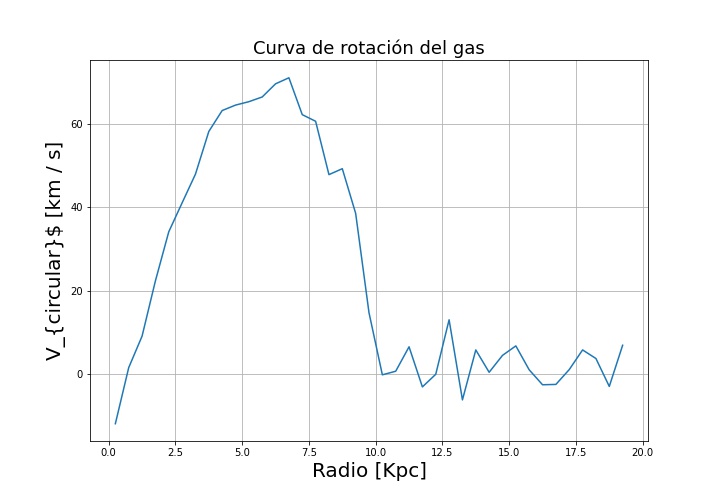 Curva de rotación del gas
V_{circular}$ [km / s]
60
40
20
0
0.0 2.5 5.0 7.5 10.0 12.5 15.0 17.5 20.0
Radio [Kpc]